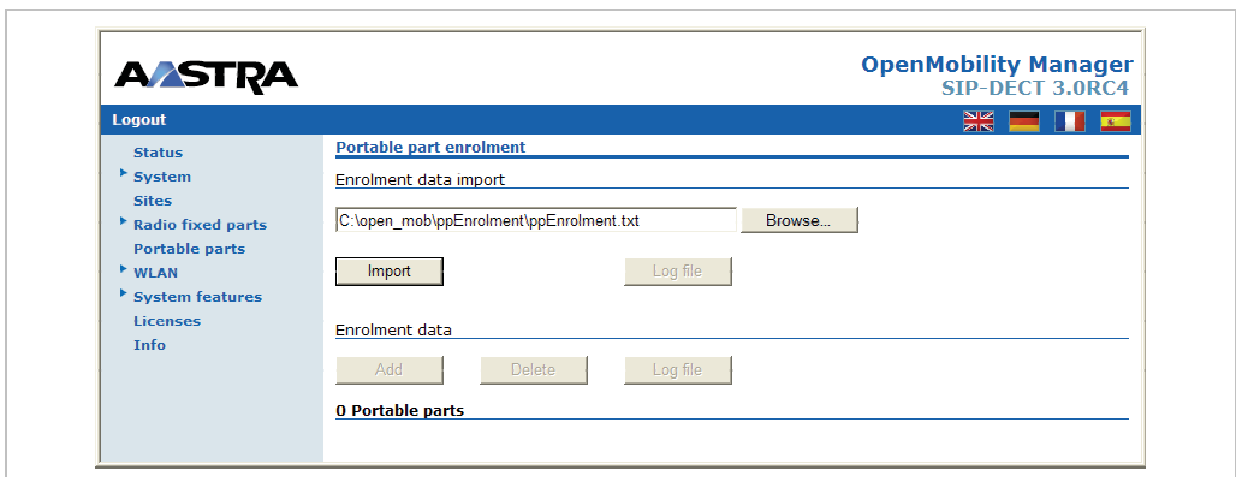 AASTRA
OpenMobility Manager
SIP-DECT 3.0RC4
Logout
Status
System
Sites
Radio fixed parts
Portable parts
WLAN
System features
Licenses
Info
Portable part enrolment
Enrolment data import
C:\open_mob\ppEnrolment\ppEnrolment.txt Browse...
Import Log file
Enrolment data
Add Delete Log file
0 Portable parts